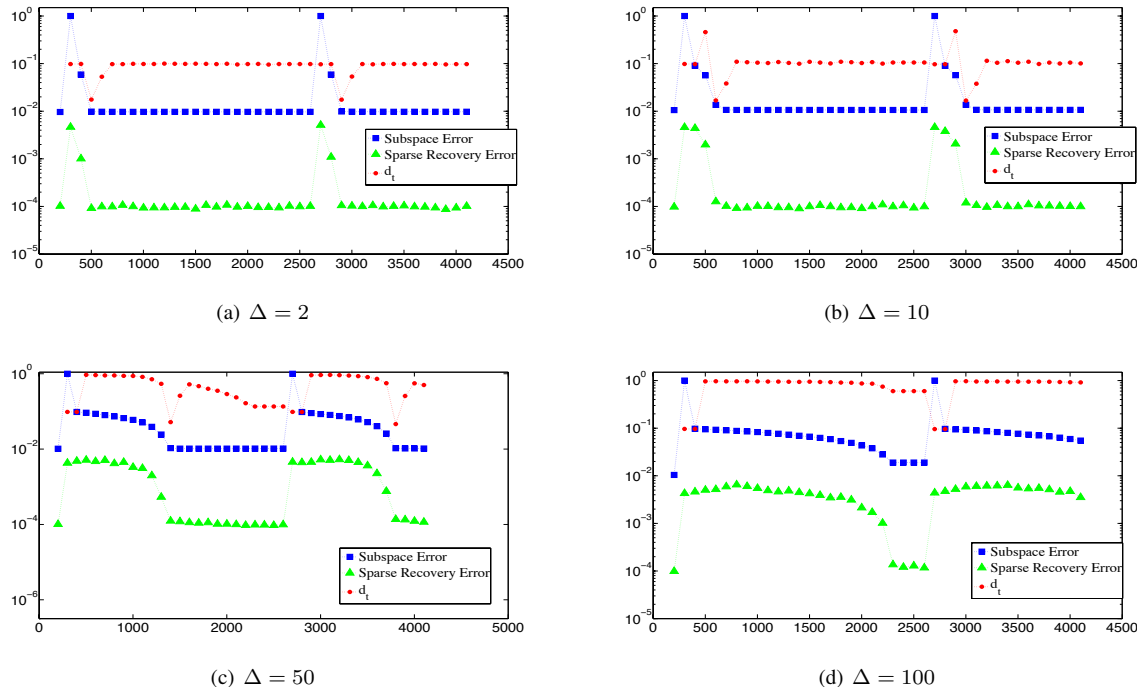 10^0
10^−1
10^−2
10^−3
10^−4
10^−5
0 500 1000 1500 2000 2500 3000 3500 4000 4500
Subspace Error
Sparse Recovery Error
d_t
(a) Δ = 2
10^0
10^−1
10^−2
10^−3
10^−4
10^−5
0 500 1000 1500 2000 2500 3000 3500 4000 4500
Subspace Error
Sparse Recovery Error
d_t
(b) Δ = 10
10^0
10^−2
10^−4
10^−6
0 1000 2000 3000 4000 5000
Subspace Error
Sparse Recovery Error
d_t
(c) Δ = 50
10^0
10^−1
10^−2
10^−3
10^−4
10^−5
0 500 1000 1500 2000 2500 3000 3500 4000 4500
Subspace Error
Sparse Recovery Error
d_t
(d) Δ = 100